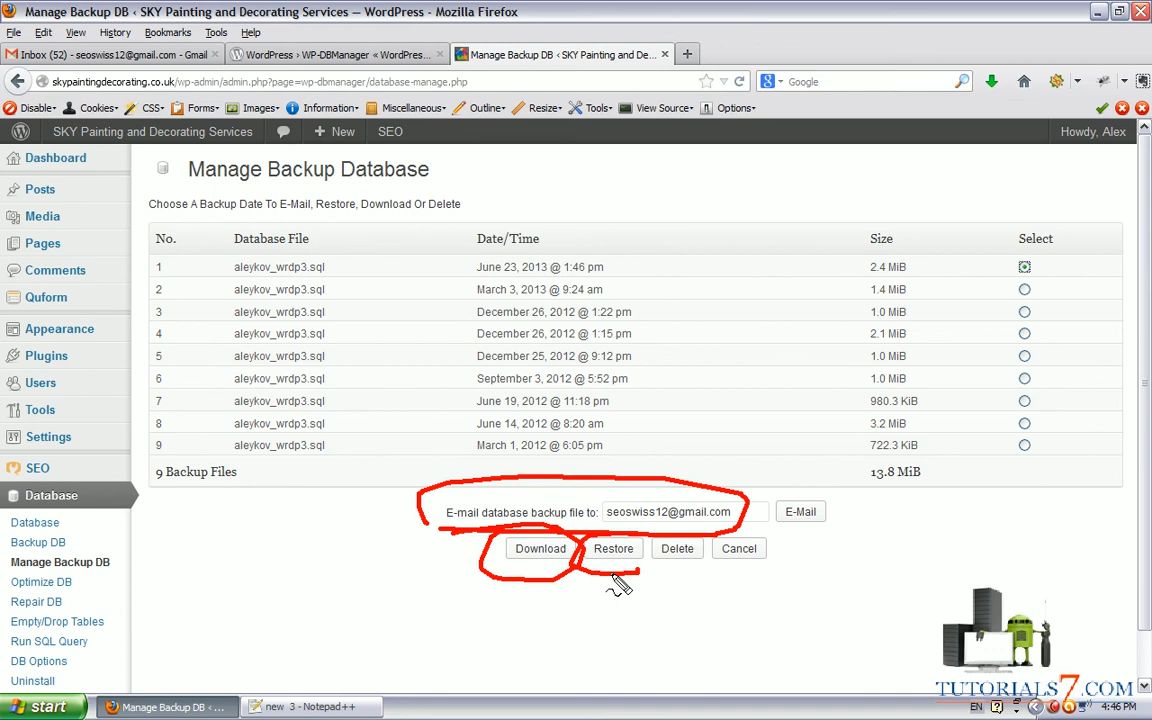 Manage Backup DB ‹ SKY Painting and Decorating Services — WordPress - Mozilla Firefox
File Edit View History Bookmarks Tools Help
Inbox (52) - seoswiss12@gmail.com - Gmail WordPress › WP-DBManager « WordPres... Manage Backup DB ‹ SKY Painting and De...
skypaintingdecorating.co.uk/wp-admin/admin.php?page=wp-dbmanager/database-manage.php Google
Disable Cookies CSS Forms Images Information Miscellaneous Outline Resize Tools View Source Options
SKY Painting and Decorating Services + New SEO Howdy, Alex
Dashboard
Posts
Media
Pages
Comments
Quform
Appearance
Plugins
Users
Tools
Settings
SEO
Database
Database
Backup DB
Manage Backup DB
Optimize DB
Repair DB
Empty/Drop Tables
Run SQL Query
DB Options
Uninstall
Manage Backup Database
Choose A Backup Date To E-Mail, Restore, Download Or Delete
No. Database File Date/Time Size Select
1 aleykov_wrdp3.sql June 23, 2013 @ 1:46 pm 2.4 MiB
2 aleykov_wrdp3.sql March 3, 2013 @ 9:24 am 1.4 MiB
3 aleykov_wrdp3.sql December 26, 2012 @ 1:22 pm 1.0 MiB
4 aleykov_wrdp3.sql December 26, 2012 @ 1:15 pm 2.1 MiB
5 aleykov_wrdp3.sql December 25, 2012 @ 9:12 pm 1.0 MiB
6 aleykov_wrdp3.sql September 3, 2012 @ 5:52 pm 1.0 MiB
7 aleykov_wrdp3.sql June 19, 2012 @ 11:18 pm 980.3 KiB
8 aleykov_wrdp3.sql June 14, 2012 @ 8:20 am 3.2 MiB
9 aleykov_wrdp3.sql March 1, 2012 @ 6:05 pm 722.3 KiB
9 Backup Files 13.8 MiB
E-mail database backup file to: seoswiss12@gmail.com E-Mail
Download Restore Delete Cancel
TUTORIALS7.COM
start Manage Backup DB ‹ ... new 3 - Notepad++ EN 4:46 PM